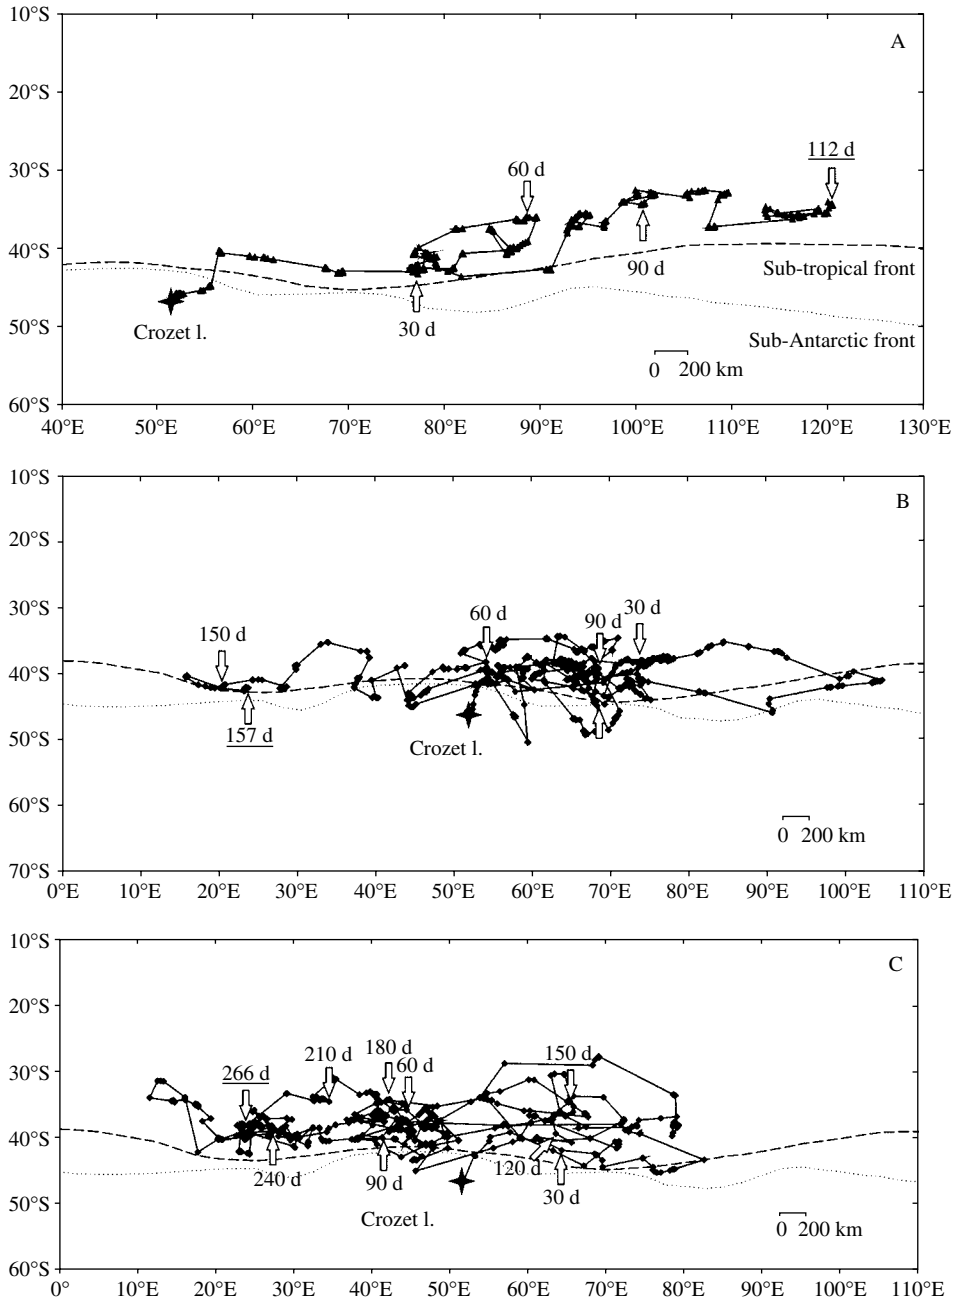 10°S
A
20°S
30°S
60 d
112 d
40°S
90 d
Sub-tropical front
30 d
Crozet l.
50°S
Sub-Antarctic front
0 200 km
60°S
40°E 50°E 60°E 70°E 80°E 90°E 100°E 110°E 120°E 130°E
10°S
B
20°S
30°S
60 d
90 d
30 d
150 d
40°S
157 d
50°S
Crozet l.
60°S
0 200 km
70°S
0°E 10°E 20°E 30°E 40°E 50°E 60°E 70°E 80°E 90°E 100°E 110°E
10°S
C
20°S
30°S
266 d
210 d
180 d
60 d
150 d
40°S
240 d
90 d
120 d
30 d
50°S
Crozet l.
0 200 km
60°S
0° 10°E 20°E 30°E 40°E 50°E 60°E 70°E 80°E 90°E 100°E 110°E